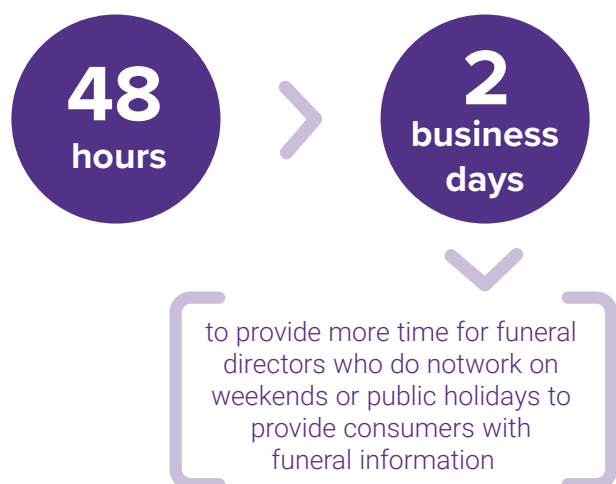 48
hours
2
business
days
to provide more time for funeral
directors who do notwork on
weekends or public holidays to
provide consumers with
funeral information